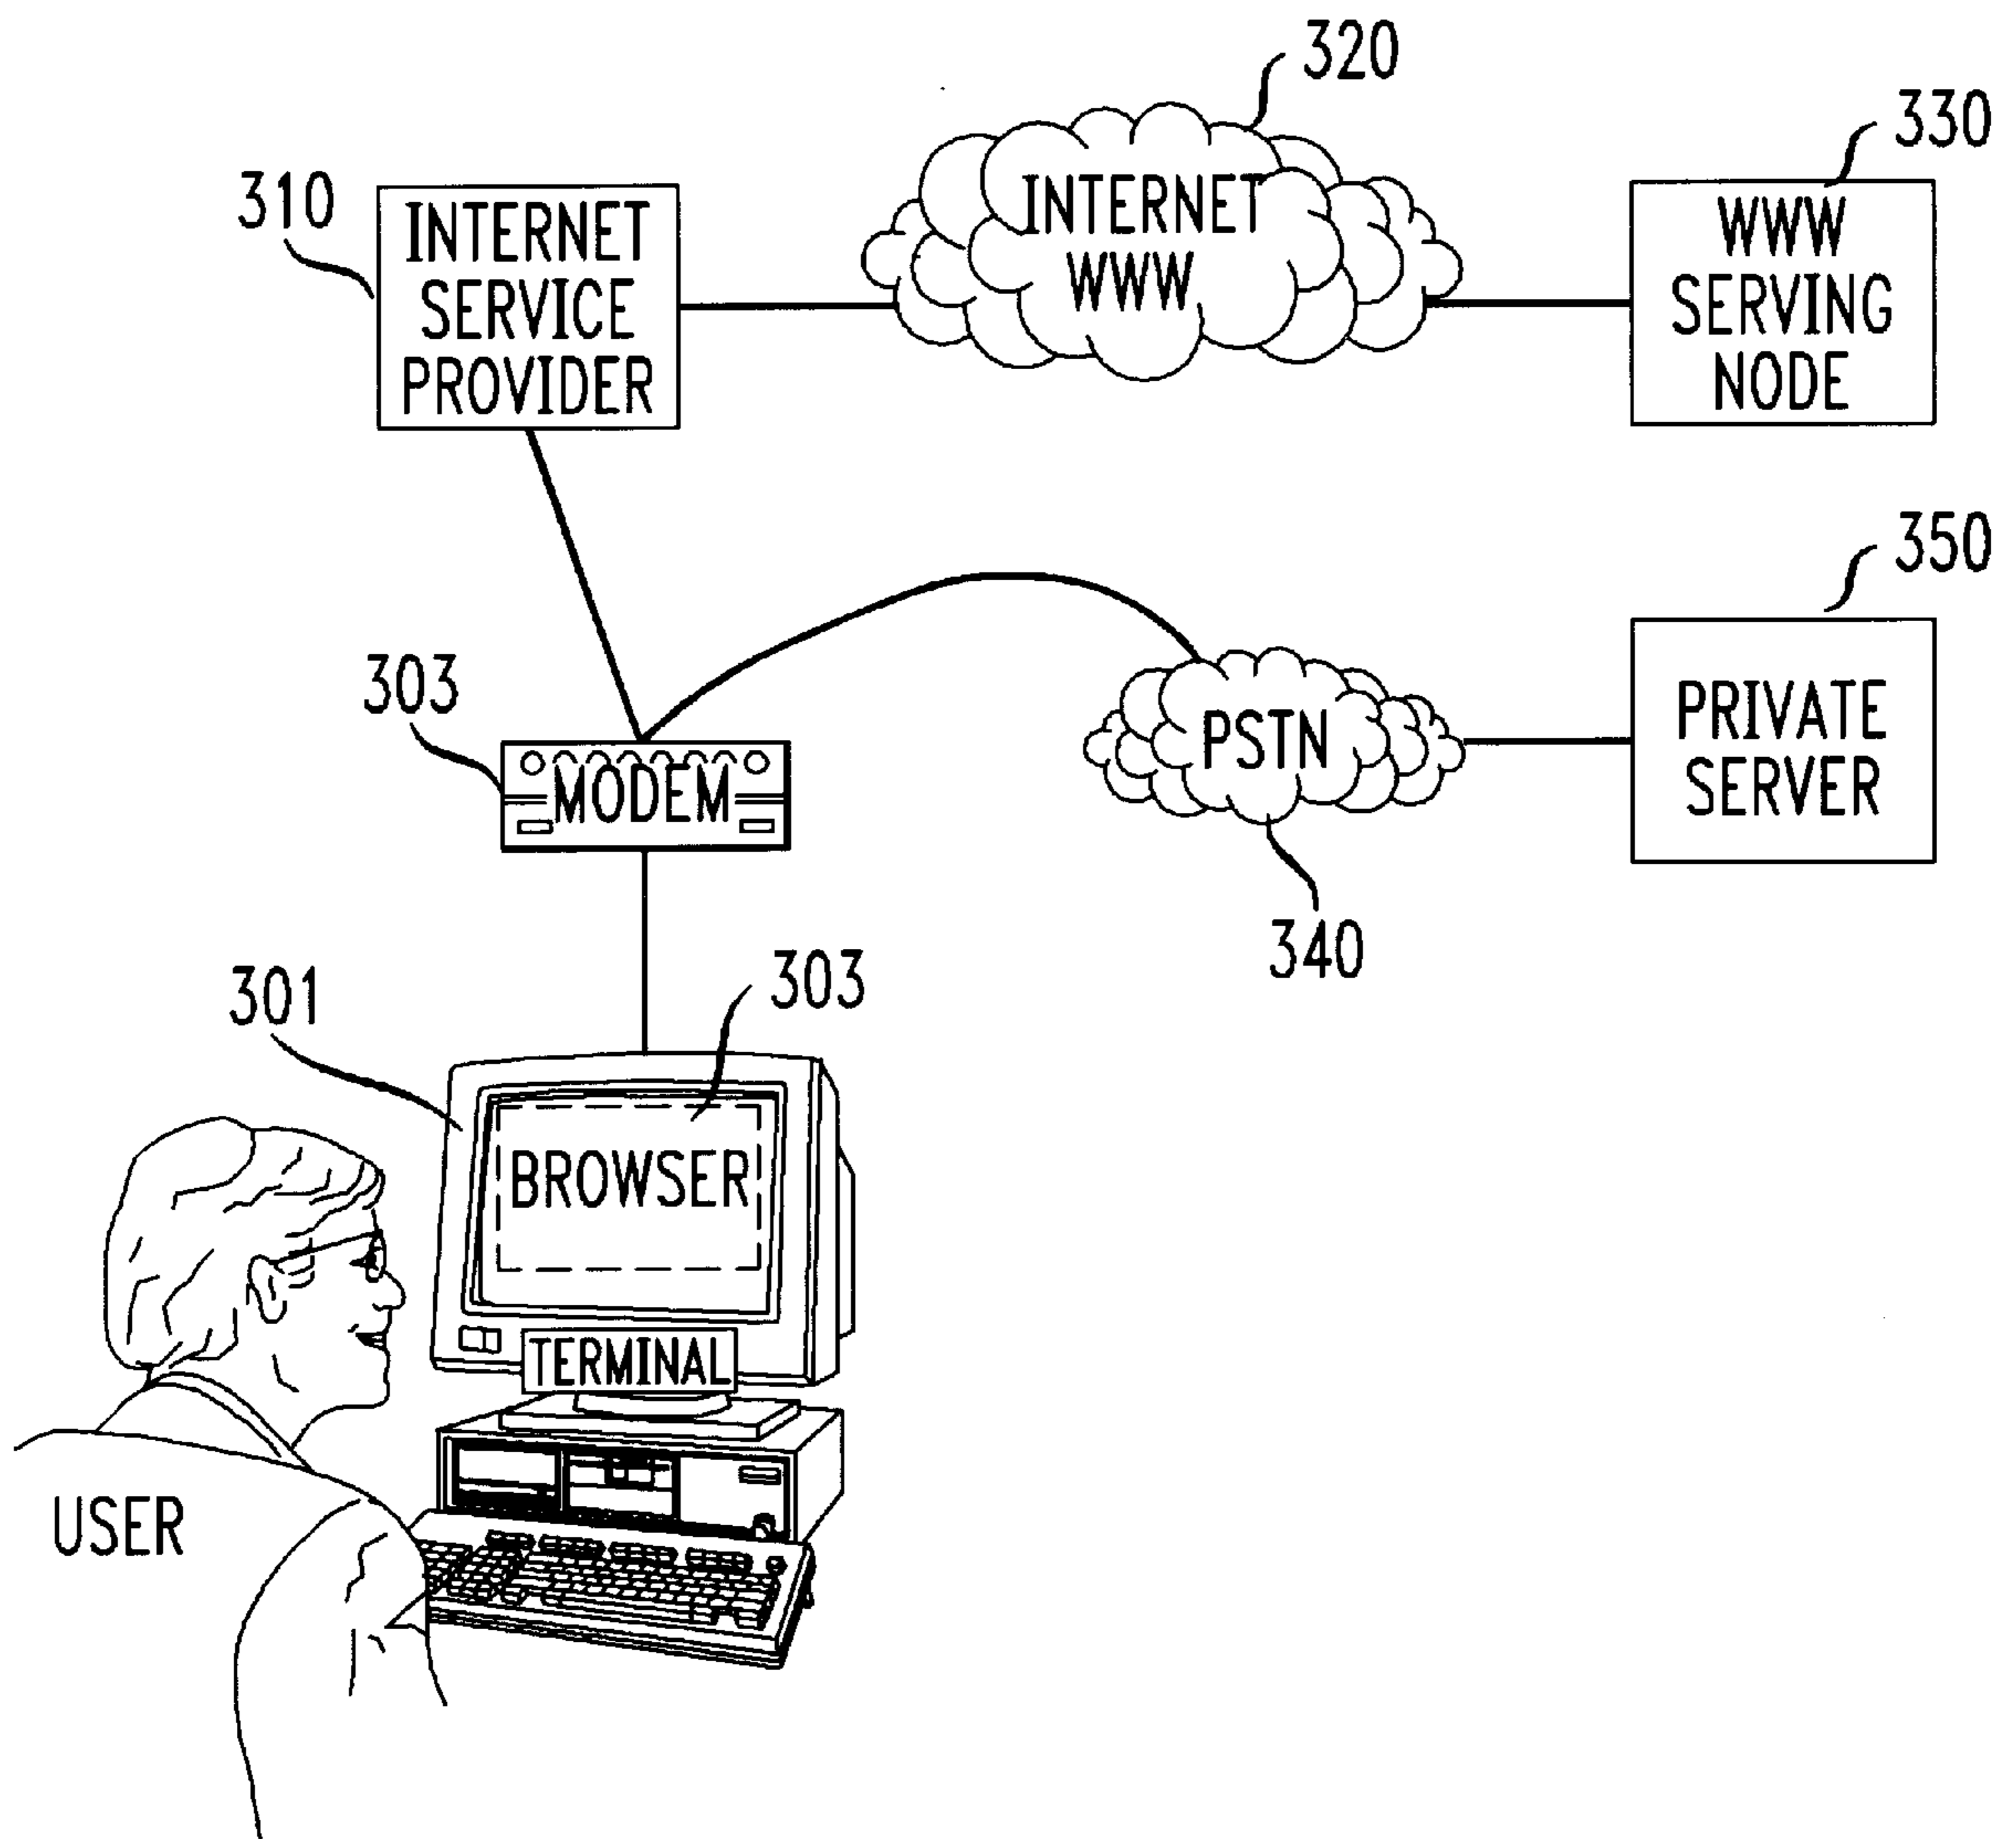 320
330
310
INTERNET
SERVICE
PROVIDER
INTERNET
WWW
WWW
SERVING
NODE
350
303
MODEM
PSTN
PRIVATE
SERVER
340
301
303
BROWSER
TERMINAL
USER